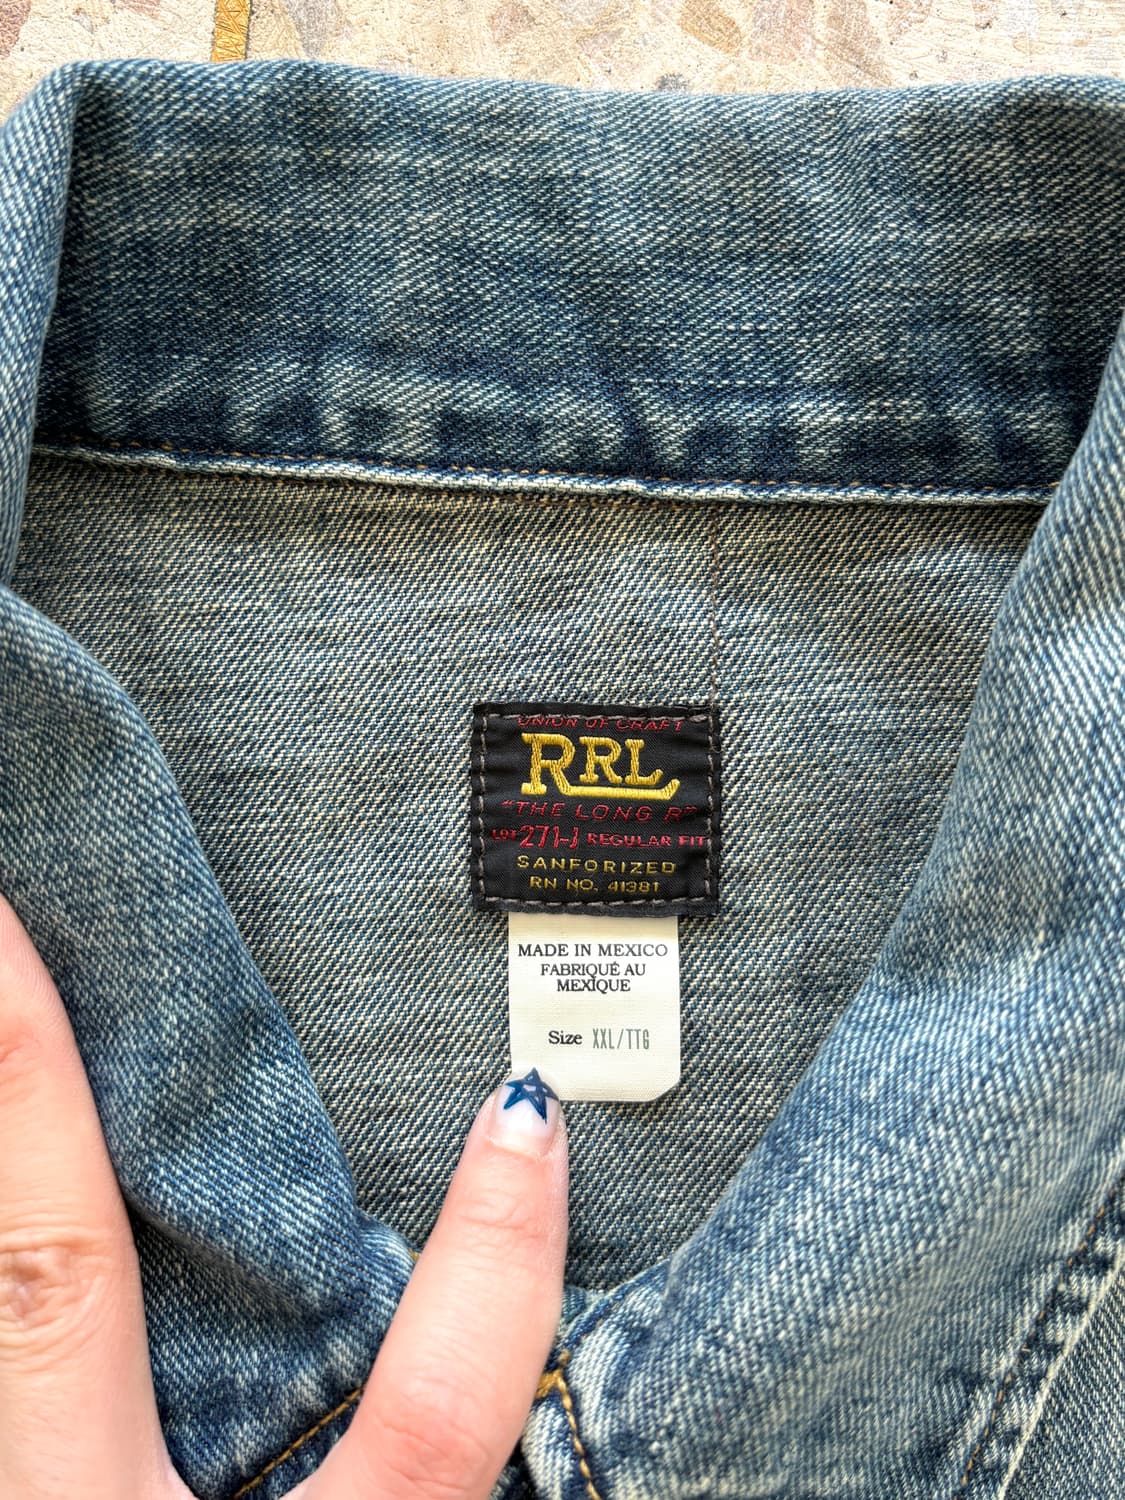 UNION OF CRAFT
RRL
"THE LONG R"
LOT 271-J REGULAR FIT
SANFORIZED
RN NO. 41381
MADE IN MEXICO
FABRIQUÉ AU
MEXIQUE
Size XXL/TTG